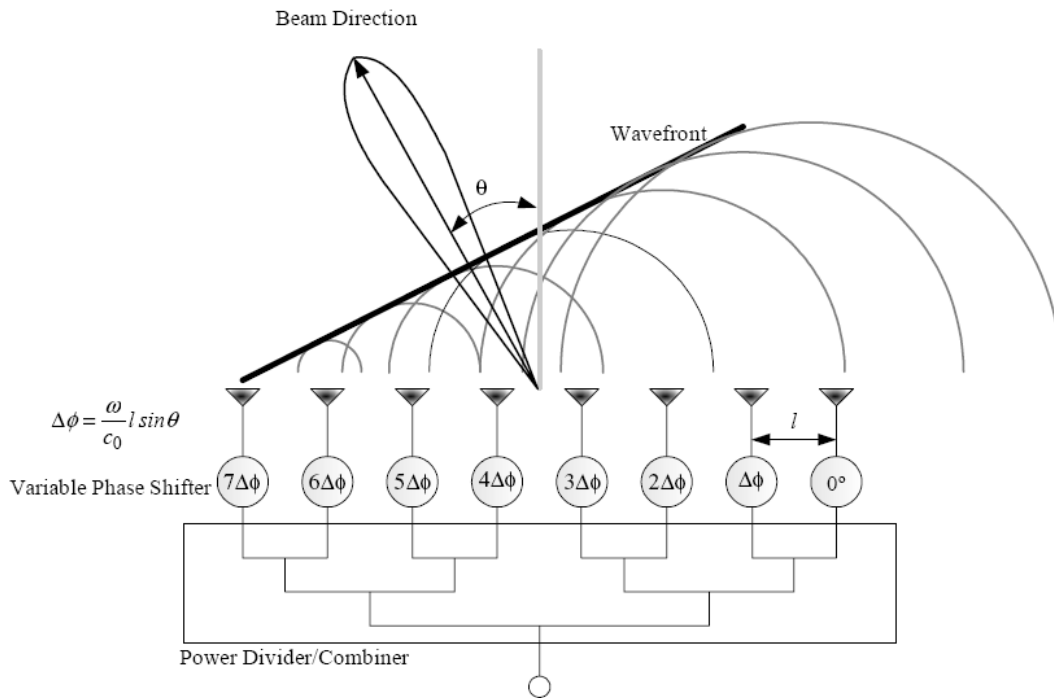 Beam Direction
Wavefront
θ
Δϕ = ω/c₀ l sin θ
l
Variable Phase Shifter
7Δϕ 6Δϕ 5Δϕ 4Δϕ 3Δϕ 2Δϕ Δϕ 0°
Power Divider/Combiner